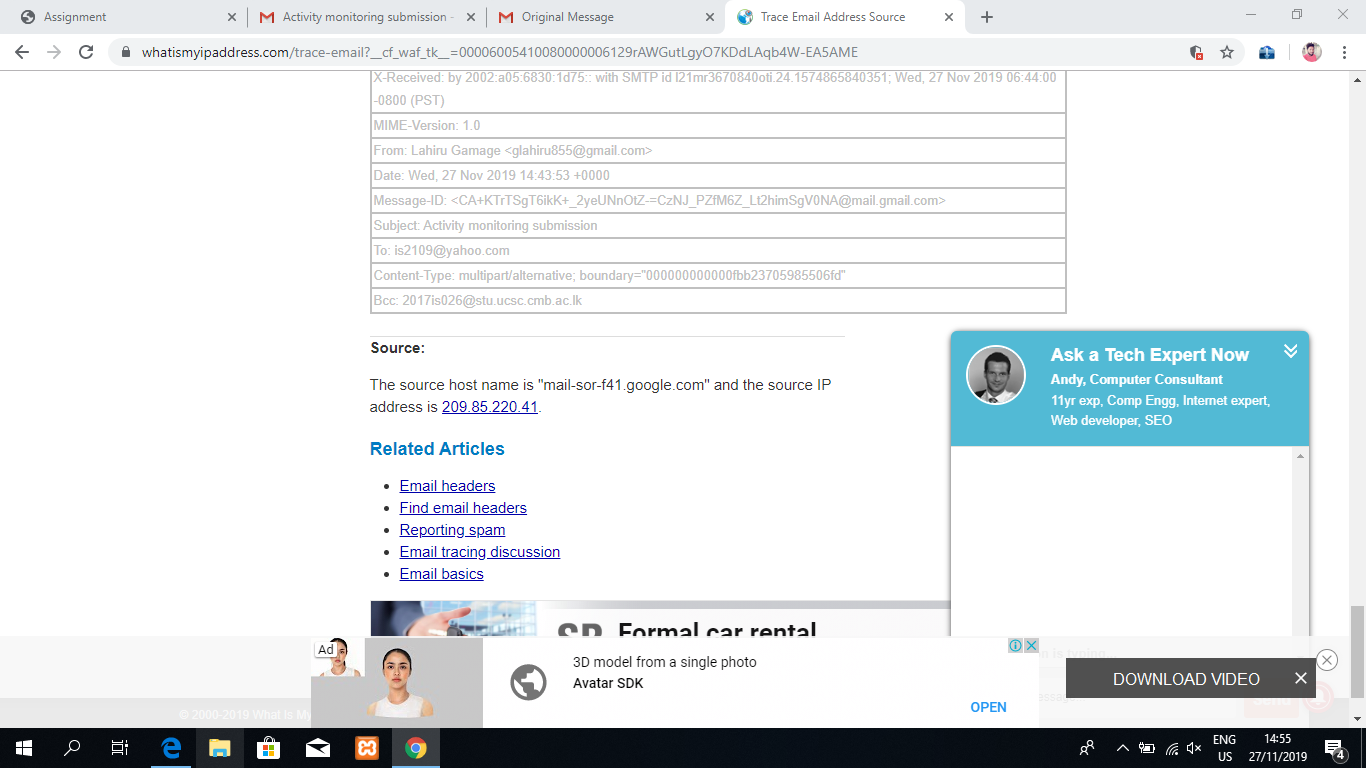 Assignment
Activity monitoring submission -
Original Message
Trace Email Address Source
whatismyipaddress.com/trace-email?__cf_waf_tk__=00006005410080000006129rAWGutLgyO7KDdLAqb4W-EA5AME
X-Received: by 2002:a05:6830:1d75:: with SMTP id l21mr3670840oti.24.1574865840351; Wed, 27 Nov 2019 06:44:00
-0800 (PST)
MIME-Version: 1.0
From: Lahiru Gamage <glahiru855@gmail.com>
Date: Wed, 27 Nov 2019 14:43:53 +0000
Message-ID: <CA+KTrTSgT6ikK+_2yeUNnOtZ-=CzNJ_PZfM6Z_Lt2himSgV0NA@mail.gmail.com>
Subject: Activity monitoring submission
To: is2109@yahoo.com
Content-Type: multipart/alternative; boundary="000000000000fbb23705985506fd"
Bcc: 2017is026@stu.ucsc.cmb.ac.lk
Source:
The source host name is "mail-sor-f41.google.com" and the source IP
address is 209.85.220.41.
Related Articles
Email headers
Find email headers
Reporting spam
Email tracing discussion
Email basics
Ask a Tech Expert Now
Andy, Computer Consultant
11yr exp, Comp Engg, Internet expert,
Web developer, SEO
Formal car rental
Ad
3D model from a single photo
Avatar SDK
OPEN
is typing...
DOWNLOAD VIDEO
Send
© 2000-2019 What Is My
ENG
US
14:55
27/11/2019
4